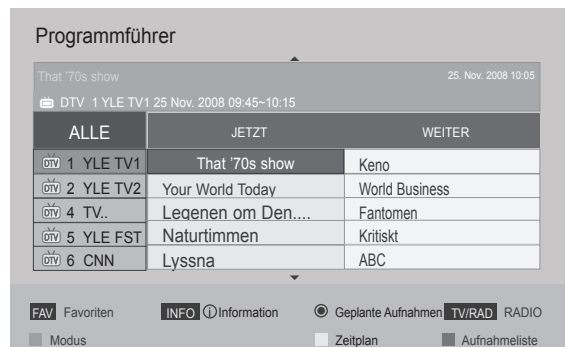 Programmführer
That '70s show 25. Nov. 2008 10:05
DTV 1 YLE TV1 25 Nov. 2008 09:45~10:15
ALLE JETZT WEITER
DTV 1 YLE TV1 That '70s show Keno
DTV 2 YLE TV2 Your World Today World Business
DTV 4 TV.. Legenen om Den.... Fantomen
DTV 5 YLE FST Naturtimmen Kritiskt
DTV 6 CNN Lyssna ABC
FAV Favoriten INFO Information Geplante Aufnahmen TV/RAD RADIO
Modus Zeitplan Aufnahmeliste